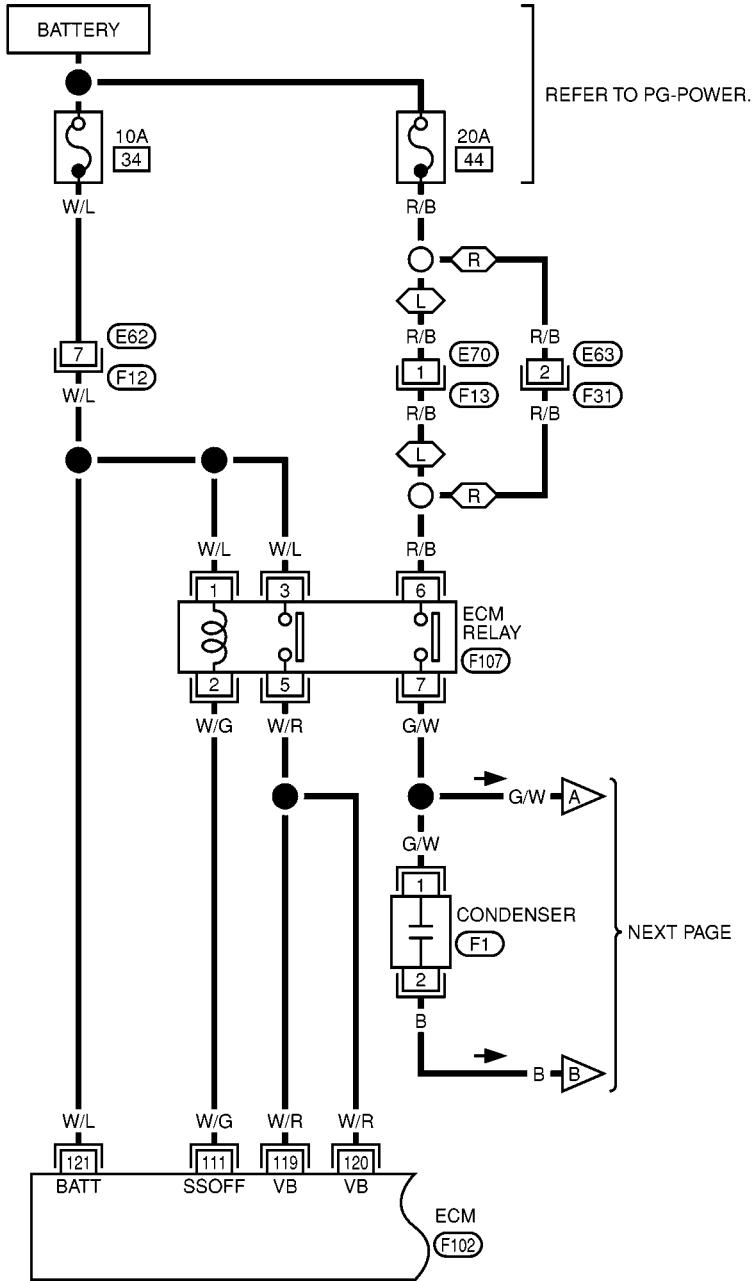 BATTERY
REFER TO PG-POWER.
10A
34
20A
44
W/L
R/B
R
L
R/B
R/B
7
E62
F12
1
E70
F13
2
E63
F31
W/L
R/B
R/B
L
R
W/L
W/L
R/B
1
3
6
ECM
RELAY
F107
2
5
7
W/G
W/R
G/W
G/W
A
G/W
1
CONDENSER
F1
NEXT PAGE
2
B
B
B
W/L
W/G
W/R
W/R
121
111
119
120
BATT
SSOFF
VB
VB
ECM
F102